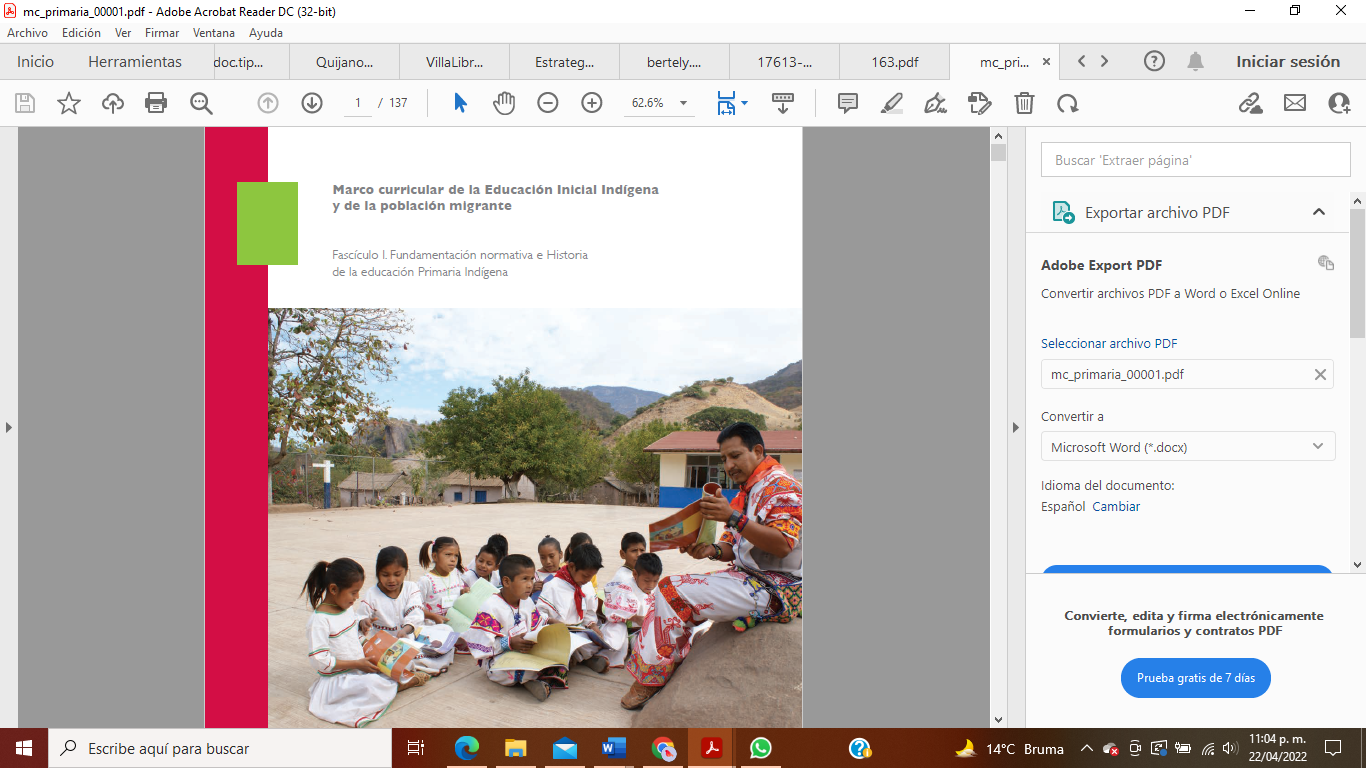 mc_primaria_00001.pdf - Adobe Acrobat Reader DC (32-bit)
Archivo Edición Ver Firmar Ventana Ayuda
Inicio Herramientas doc.tip... Quijano... VillaLibr... Estrateg... bertely.... 17613-... 163.pdf mc_pri... Iniciar sesión
1 / 137 62.6%
Marco curricular de la Educación Inicial Indígena
y de la población migrante
Fascículo I. Fundamentación normativa e Historia
de la educación Primaria Indígena
Buscar 'Extraer página'
Exportar archivo PDF
Adobe Export PDF
Convertir archivos PDF a Word o Excel Online
Seleccionar archivo PDF
mc_primaria_00001.pdf
Convertir a
Microsoft Word (*.docx)
Idioma del documento:
Español Cambiar
Convierte, edita y firma electrónicamente
formularios y contratos PDF
Prueba gratis de 7 días
Escribe aquí para buscar
14°C Bruma
11:04 p. m.
22/04/2022